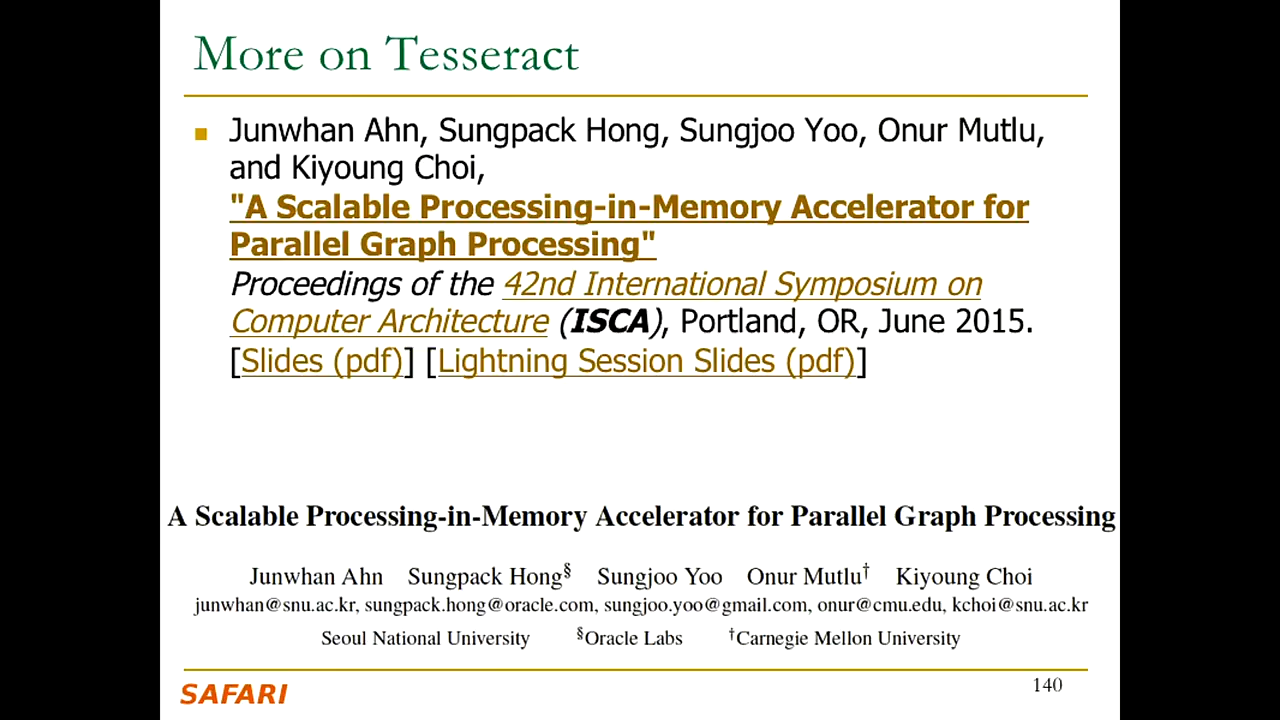 More on Tesseract
Junwhan Ahn, Sungpack Hong, Sungjoo Yoo, Onur Mutlu,
and Kiyoung Choi,
"A Scalable Processing-in-Memory Accelerator for
Parallel Graph Processing"
Proceedings of the 42nd International Symposium on
Computer Architecture (ISCA), Portland, OR, June 2015.
[Slides (pdf)] [Lightning Session Slides (pdf)]
A Scalable Processing-in-Memory Accelerator for Parallel Graph Processing
Junwhan Ahn Sungpack Hong§ Sungjoo Yoo Onur Mutlu† Kiyoung Choi
junwhan@snu.ac.kr, sungpack.hong@oracle.com, sungjoo.yoo@gmail.com, onur@cmu.edu, kchoi@snu.ac.kr
Seoul National University §Oracle Labs †Carnegie Mellon University
SAFARI
140